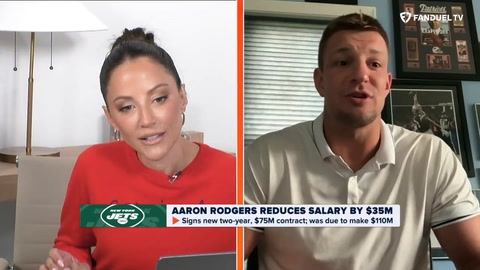 FANDUEL TV
Patriots
NEW YORK
JETS
AARON RODGERS REDUCES SALARY BY $35M
Signs new two-year, $75M contract; was due to make $110M